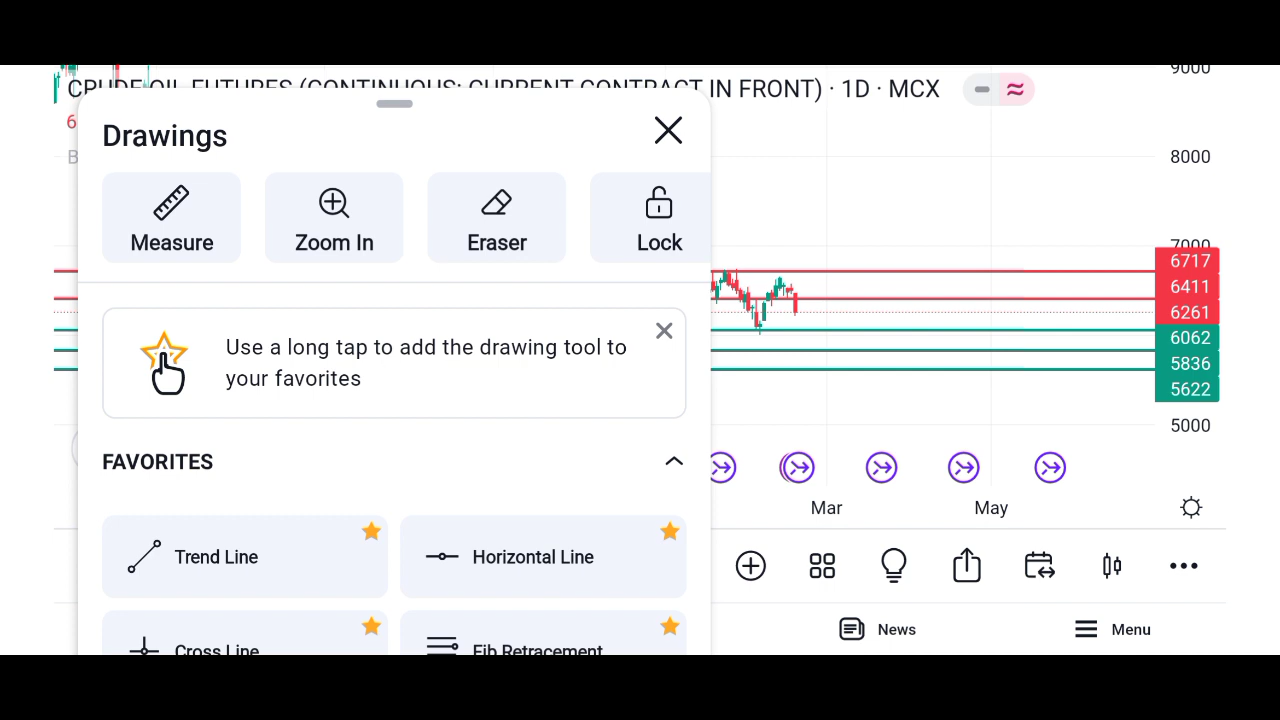 CRUDE OIL FUTURES (CONTINUOUS: CURRENT CONTRACT IN FRONT) · 1D · MCX
6
B
Drawings
Measure
Zoom In
Eraser
Lock
Use a long tap to add the drawing tool to
your favorites
FAVORITES
Trend Line
Horizontal Line
Cross Line
Fib Retracement
9000
8000
7000
6717
6411
6261
6062
5836
5622
5000
Mar
May
News
Menu